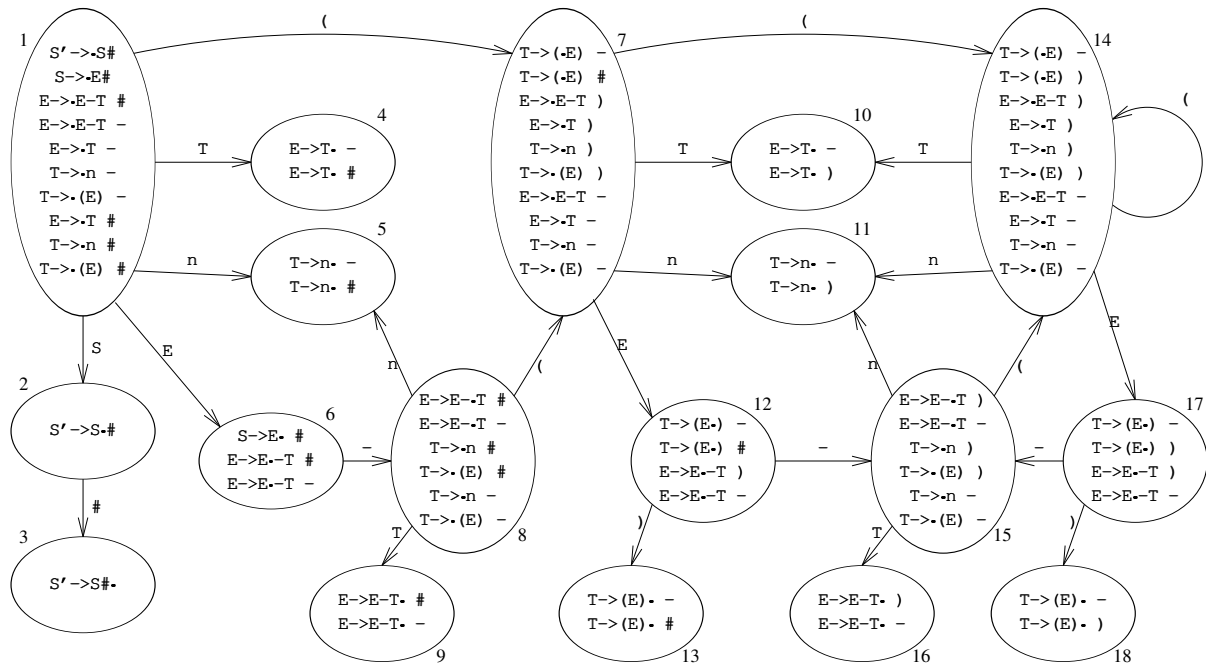 1
S'->•S#
S->•E#
E->•E-T #
E->•E-T -
E->•T -
T->•n -
T->•(E) -
E->•T #
T->•n #
T->•(E) #
(
T
n
S
E
2
S'->S•#
#
3
S'->S#•
4
E->T• -
E->T• #
5
T->n• -
T->n• #
6
S->E• #
E->E•-T #
E->E•-T -
-
n
(
E->E-•T #
E->E-•T -
T->•n #
T->•(E) #
T->•n -
T->•(E) -
8
T
E->E-T• #
E->E-T• -
9
7
T->(•E) -
T->(•E) #
E->•E-T )
E->•T )
T->•n )
T->•(E) )
E->•E-T -
E->•T -
T->•n -
T->•(E) -
(
T
n
E
10
E->T• -
E->T• )
11
T->n• -
T->n• )
12
T->(E•) -
T->(E•) #
E->E•-T )
E->E•-T -
-
)
T->(E)• -
T->(E)• #
13
14
T->(•E) -
T->(•E) )
E->•E-T )
E->•T )
T->•n )
T->•(E) )
E->•E-T -
E->•T -
T->•n -
T->•(E) -
(
T
n
E
n
(
E->E-•T )
E->E-•T -
T->•n )
T->•(E) )
T->•n -
T->•(E) -
15
T
E->E-T• )
E->E-T• -
16
17
T->(E•) -
T->(E•) )
E->E•-T )
E->E•-T -
-
)
T->(E)• -
T->(E)• )
18